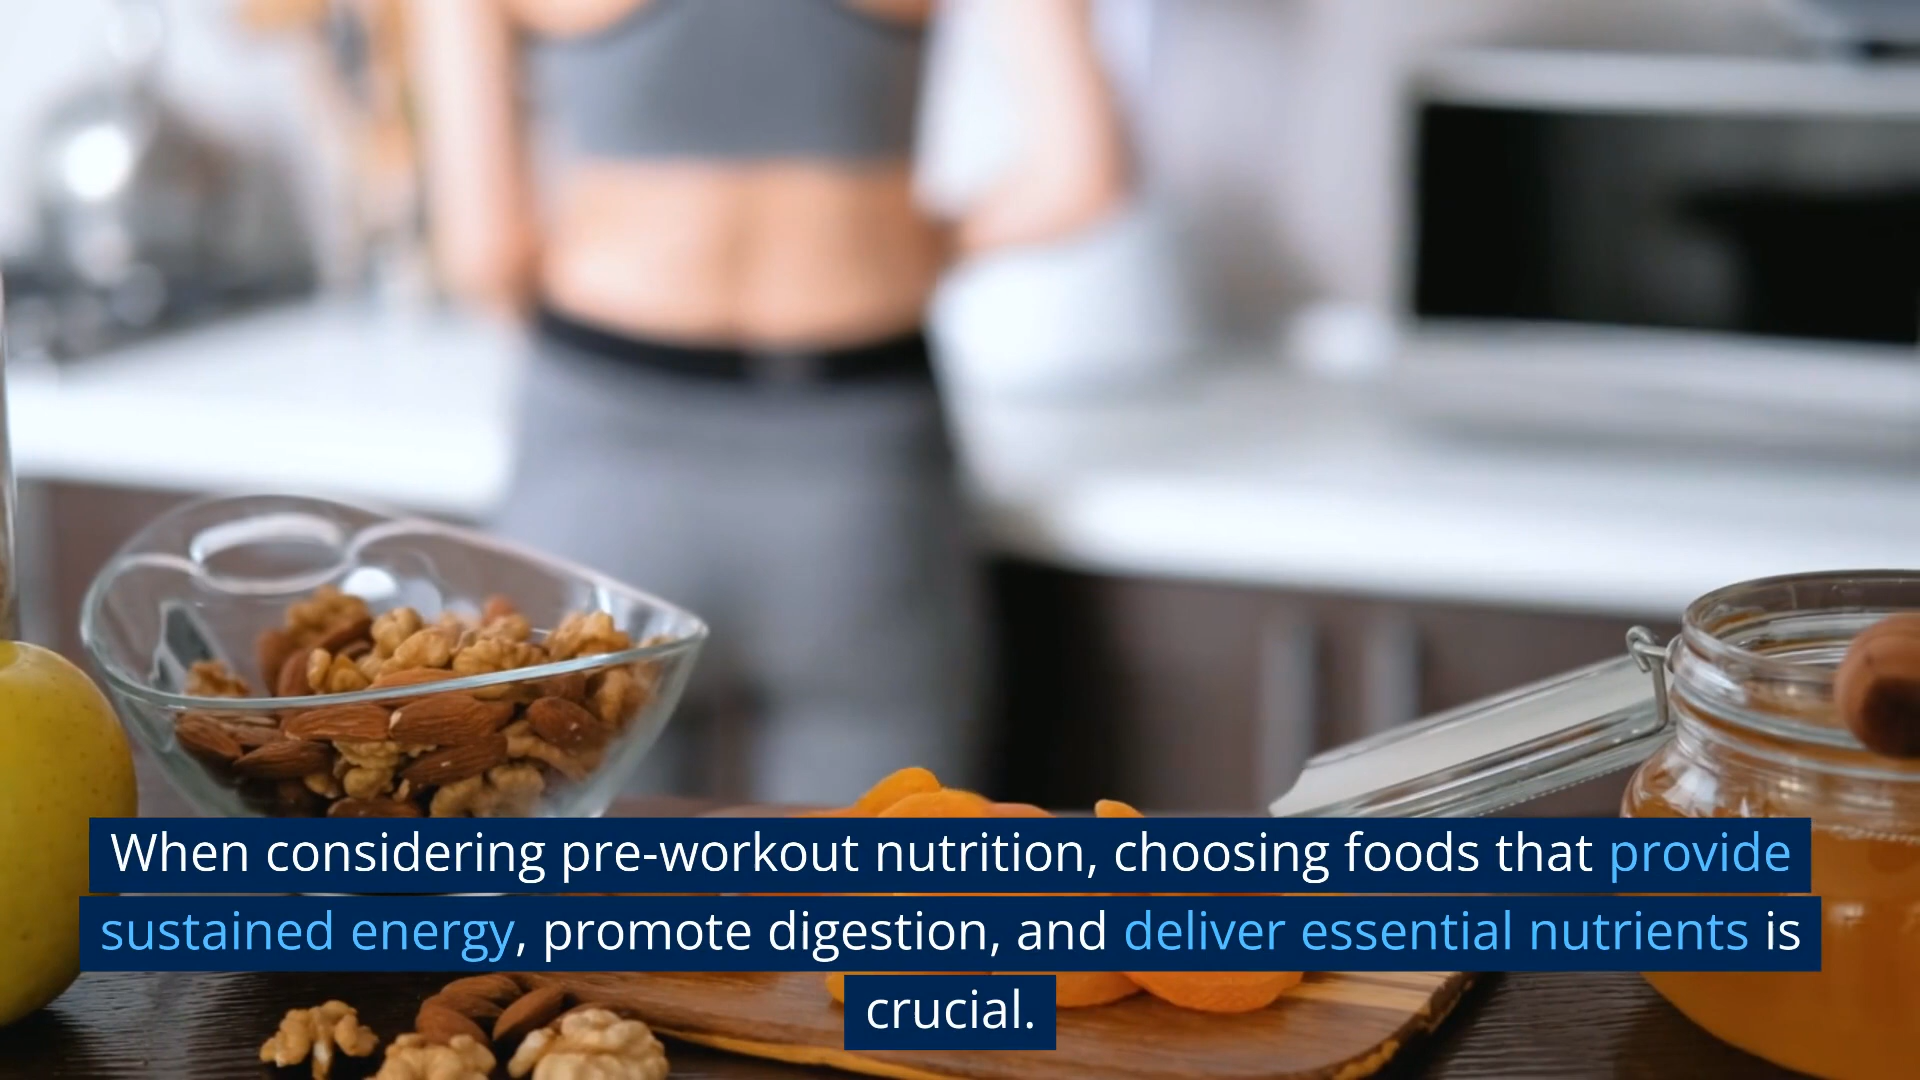 When considering pre-workout nutrition, choosing foods that provide
sustained energy, promote digestion, and deliver essential nutrients is
crucial.